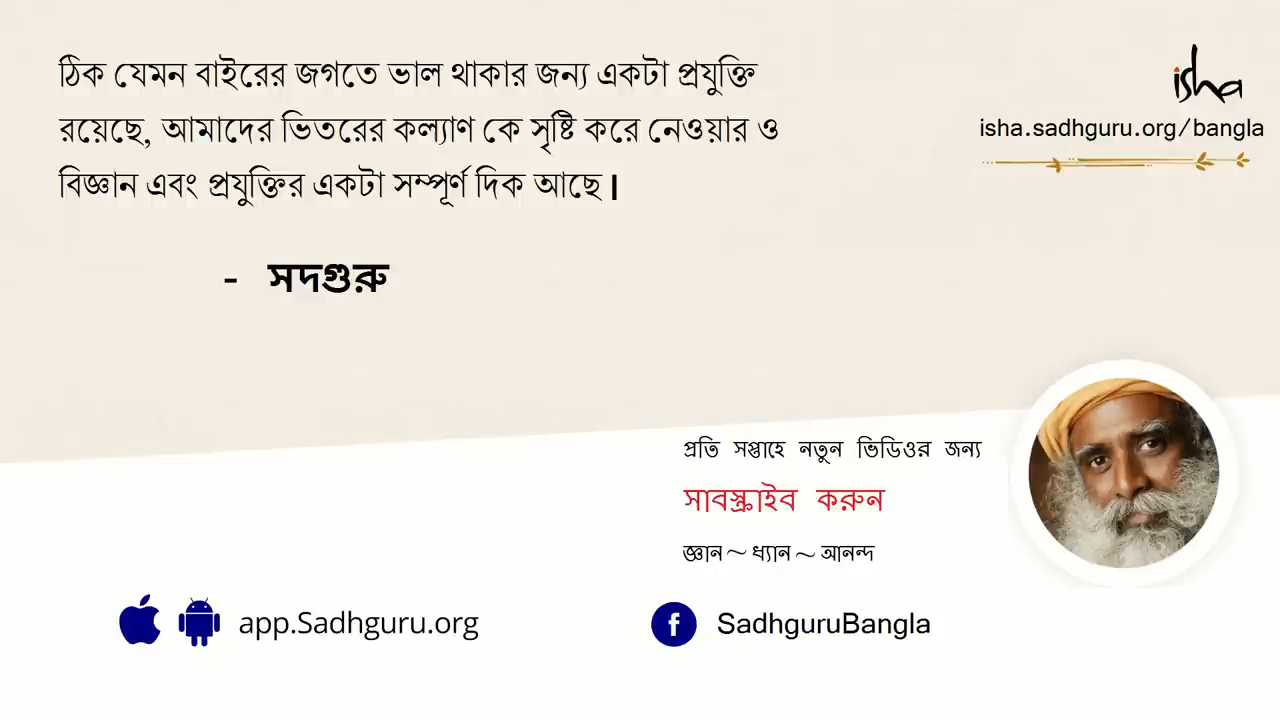 ঠিক যেমন বাইরের জগতে ভাল থাকার জন্য একটা প্রযুক্তি
রয়েছে, আমাদের ভিতরের কল্যাণ কে সৃষ্টি করে নেওয়ার ও
বিজ্ঞান এবং প্রযুক্তির একটা সম্পূর্ণ দিক আছে।
- সদগুরু
isha
isha.sadhguru.org/bangla
প্রতি সপ্তাহে নতুন ভিডিওর জন্য
সাবস্ক্রাইব করুন
জ্ঞান ~ ধ্যান ~ আনন্দ
app.Sadhguru.org
f SadhguruBangla